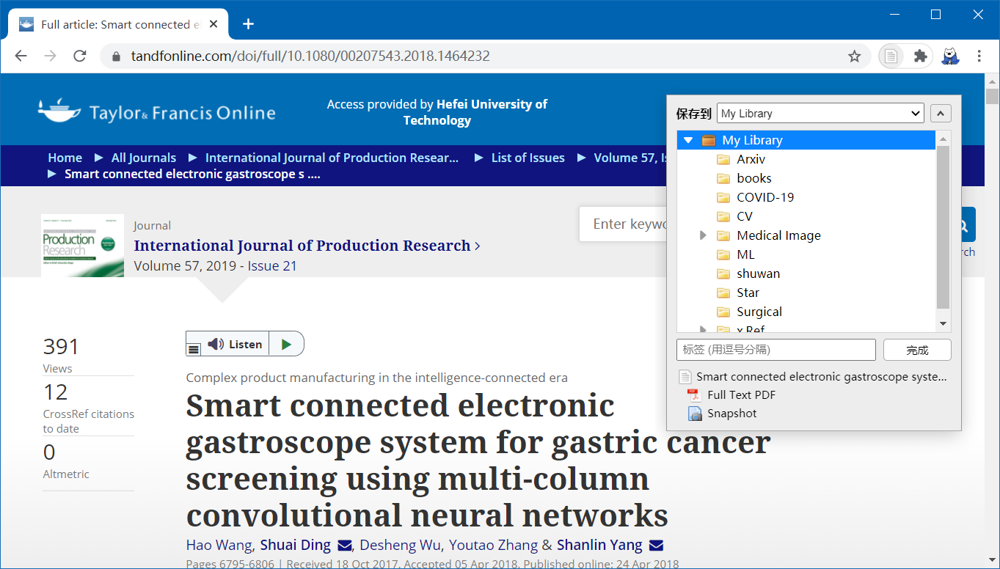 Full article: Smart connected el
tandfonline.com/doi/full/10.1080/00207543.2018.1464232
Taylor & Francis Online
Access provided by Hefei University of
Technology
Home ▶ All Journals ▶ International Journal of Production Resear... ▶ List of Issues ▶ Volume 57, Is
▶ Smart connected electronic gastroscope s ....
Production
Research
Journal
International Journal of Production Research >
Volume 57, 2019 - Issue 21
Enter keywo
rch
391
Views
12
CrossRef citations
to date
0
Altmetric
Listen
Complex product manufacturing in the intelligence-connected era
Smart connected electronic
gastroscope system for gastric cancer
screening using multi-column
convolutional neural networks
Hao Wang, Shuai Ding, Desheng Wu, Youtao Zhang & Shanlin Yang
Pages 6795-6806 | Received 18 Oct 2017, Accepted 05 Apr 2018, Published online: 24 Apr 2018
保存到 My Library
My Library
Arxiv
books
COVID-19
CV
Medical Image
ML
shuwan
Star
Surgical
x Ref
标签 (用逗号分隔) 完成
Smart connected electronic gastroscope syste...
Full Text PDF
Snapshot